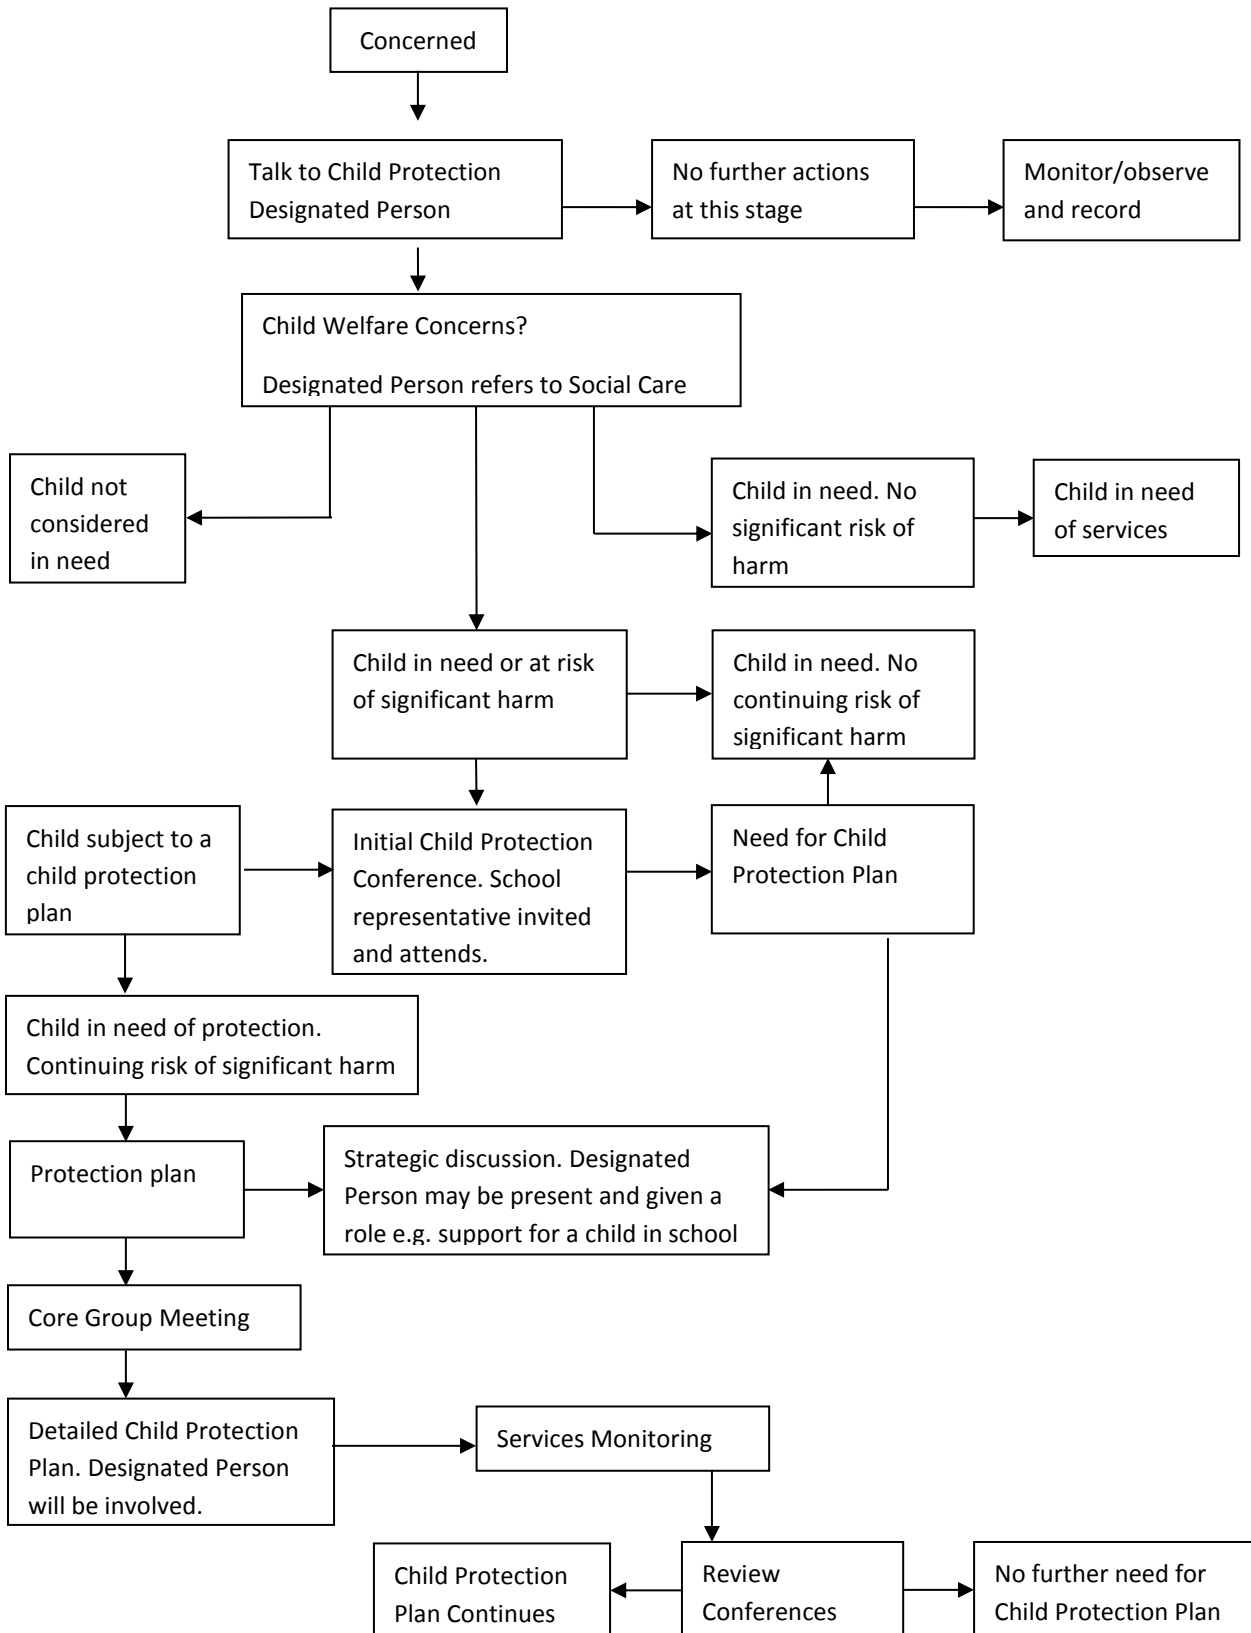 Concerned
Talk to Child Protection
Designated Person
No further actions
at this stage
Monitor/observe
and record
Child Welfare Concerns?
Designated Person refers to Social Care
Child not
considered
in need
Child in need. No
significant risk of
harm
Child in need
of services
Child in need or at risk
of significant harm
Child in need. No
continuing risk of
significant harm
Child subject to a
child protection
plan
Initial Child Protection
Conference. School
representative invited
and attends.
Need for Child
Protection Plan
Child in need of protection.
Continuing risk of significant harm
Protection plan
Strategic discussion. Designated
Person may be present and given a
role e.g. support for a child in school
Core Group Meeting
Detailed Child Protection
Plan. Designated Person
will be involved.
Services Monitoring
Child Protection
Plan Continues
Review
Conferences
No further need for
Child Protection Plan